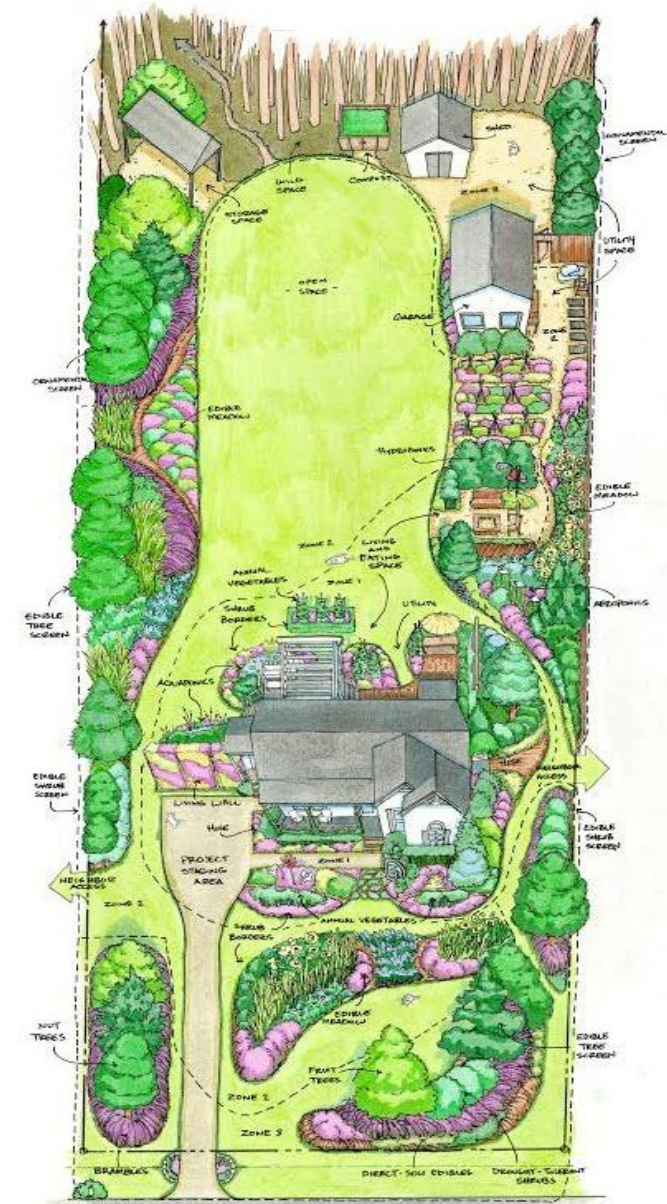 SHED
ORNAMENTAL
SCREEN
WILD
SPACE
COMPOST
ZONE 3
STORAGE
SPACE
UTILITY
SPACE
- OPEN
SPACE -
GARAGE
ZONE
2
ORNAMENTAL
SCREEN
EDIBLE
MEADOW
HYDROPONICS
EDIBLE
MEADOW
ZONE 2
LIVING
AND
EATING
SPACE
ANNUAL
VEGETABLES
ZONE 1
SHRUB
BORDERS
UTILITY
AEROPONICS
EDIBLE
TREE
SCREEN
AQUAPONICS
HOSE
NEIGHBOR
ACCESS
EDIBLE
SHRUB
SCREEN
LIVING WALL
HOSE
EDIBLE
SHRUB
SCREEN
PROJECT
STAGING
AREA
ZONE 1
NEIGHBOR
ACCESS
ZONE 2
ANNUAL VEGETABLES
SHRUB
BORDERS
EDIBLE
MEADOW
NUT
TREES
EDIBLE
TREE
SCREEN
FRUIT
TREES
ZONE 2
ZONE 3
BRAMBLES
DIRECT-SOW EDIBLES
DROUGHT-TOLERANT
SHRUBS